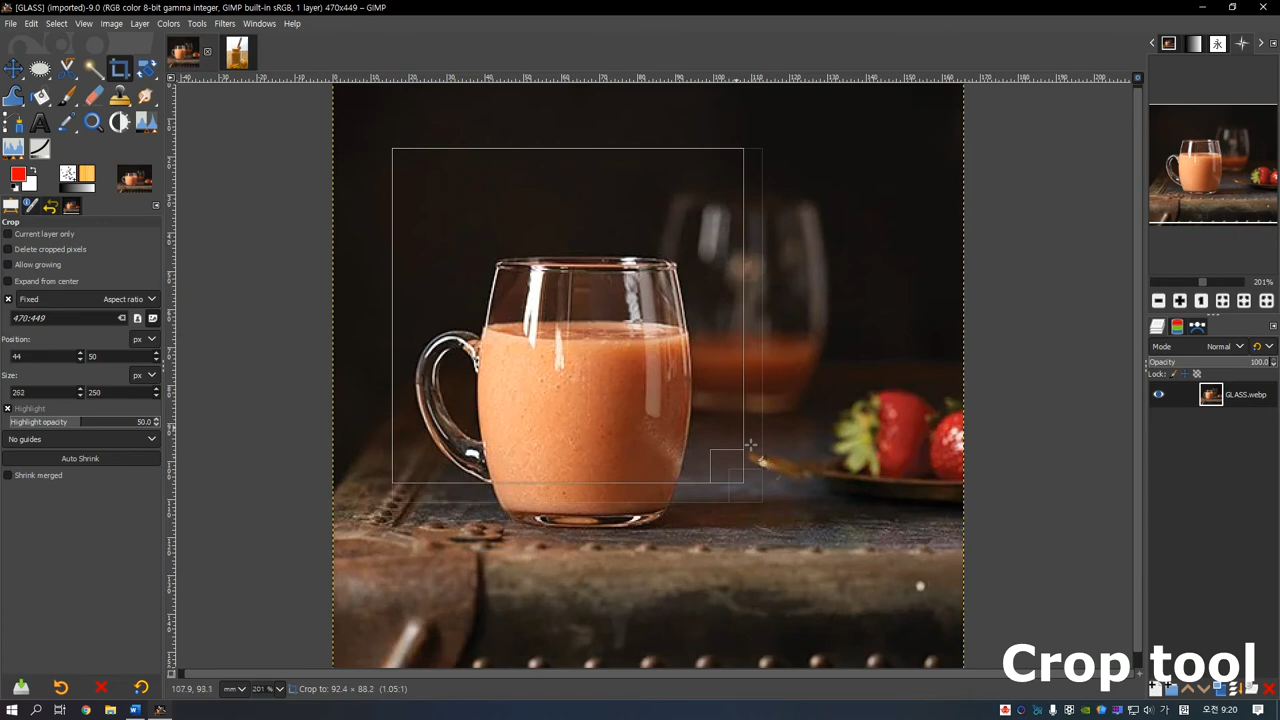 [GLASS] (imported)-9.0 (RGB color 8-bit gamma integer, GIMP built-in sRGB, 1 layer) 470x449 – GIMP
File Edit Select View Image Layer Colors Tools Filters Windows Help
Crop
Current layer only
Delete cropped pixels
Allow growing
Expand from center
Fixed Aspect ratio
470:449
Position: px
44 50
Size: px
262 250
Highlight
Highlight opacity 50.0
No guides
Auto Shrink
Shrink merged
201%
Mode Normal
Opacity 100.0
Lock:
GLASS.webp
Crop tool
107.9, 98.1 mm 201 % Crop to: 92.4 × 88.2 (1.05:1)
오전 9:20